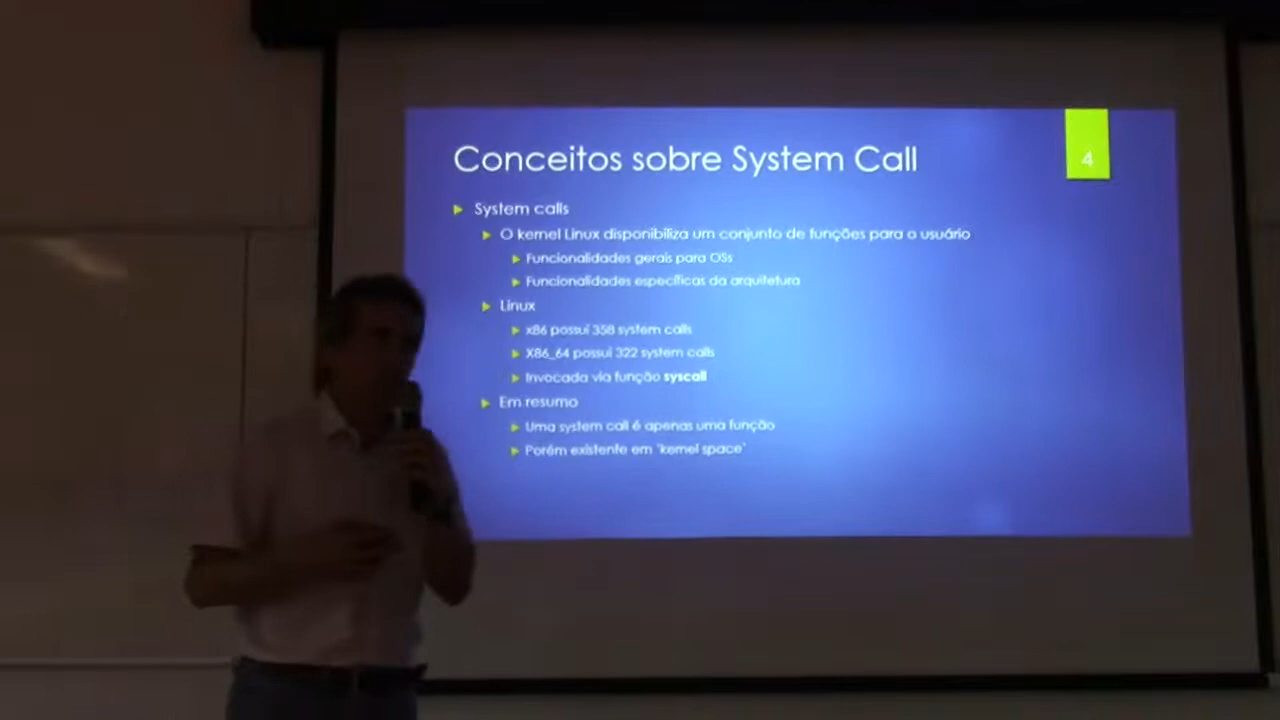 Conceitos sobre System Call
4
System calls
O kernel Linux disponibiliza um conjunto de funções para o usuário
Funcionalidades gerais para OSs
Funcionalidades específicas da arquitetura
Linux
x86 possui 358 system calls
X86_64 possui 322 system calls
Invocada via função syscall
Em resumo
Uma system call é apenas uma função
Porém existente em 'kernel space'